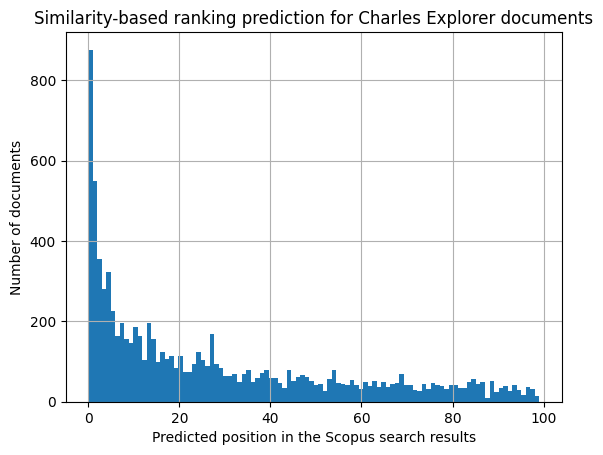 Similarity-based ranking prediction for Charles Explorer documents
Number of documents
800
600
400
200
0
0 20 40 60 80 100
Predicted position in the Scopus search results